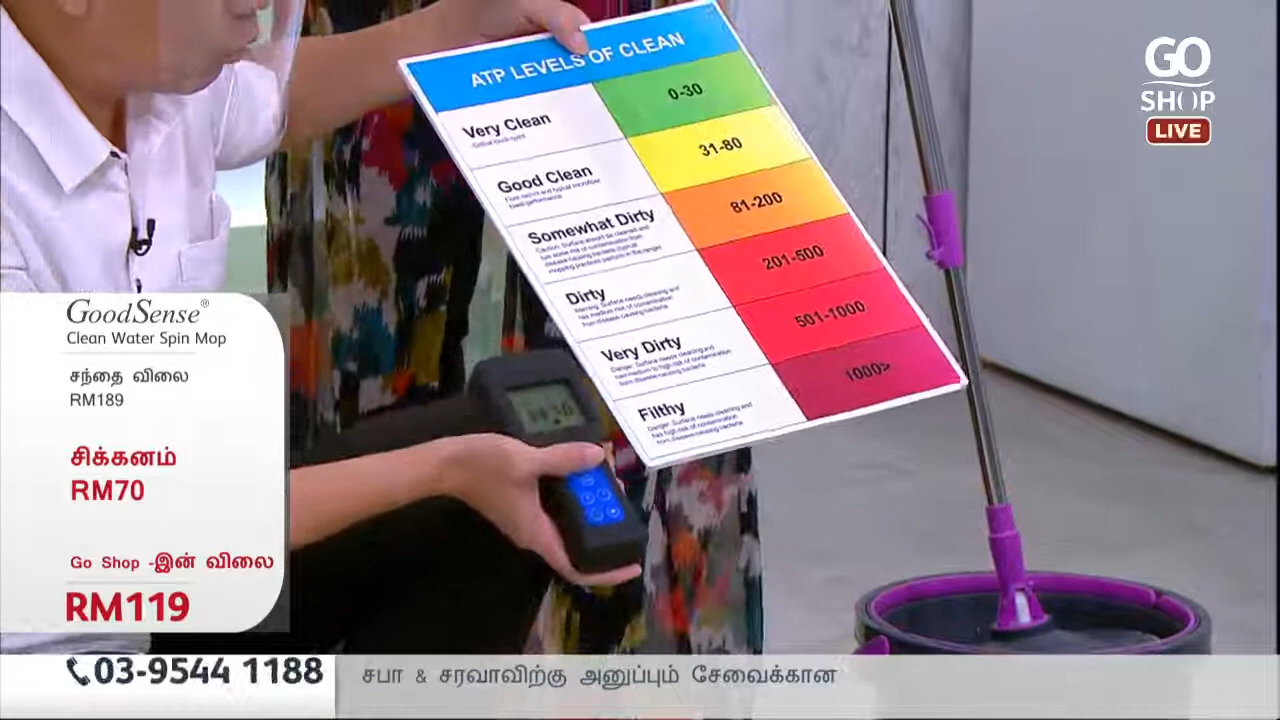 GO
SHOP
LIVE
ATP LEVELS OF CLEAN
Very Clean
0-30
Good Clean
31-80
Somewhat Dirty
81-200
Dirty
201-500
Very Dirty
501-1000
Filthy
1000>
GoodSense®
Clean Water Spin Mop
சந்தை விலை
RM189
சிக்கனம்
RM70
Go Shop -இன் விலை
RM119
03-9544 1188
சபா & சரவாவிற்கு அனுப்பும் சேவைக்கான